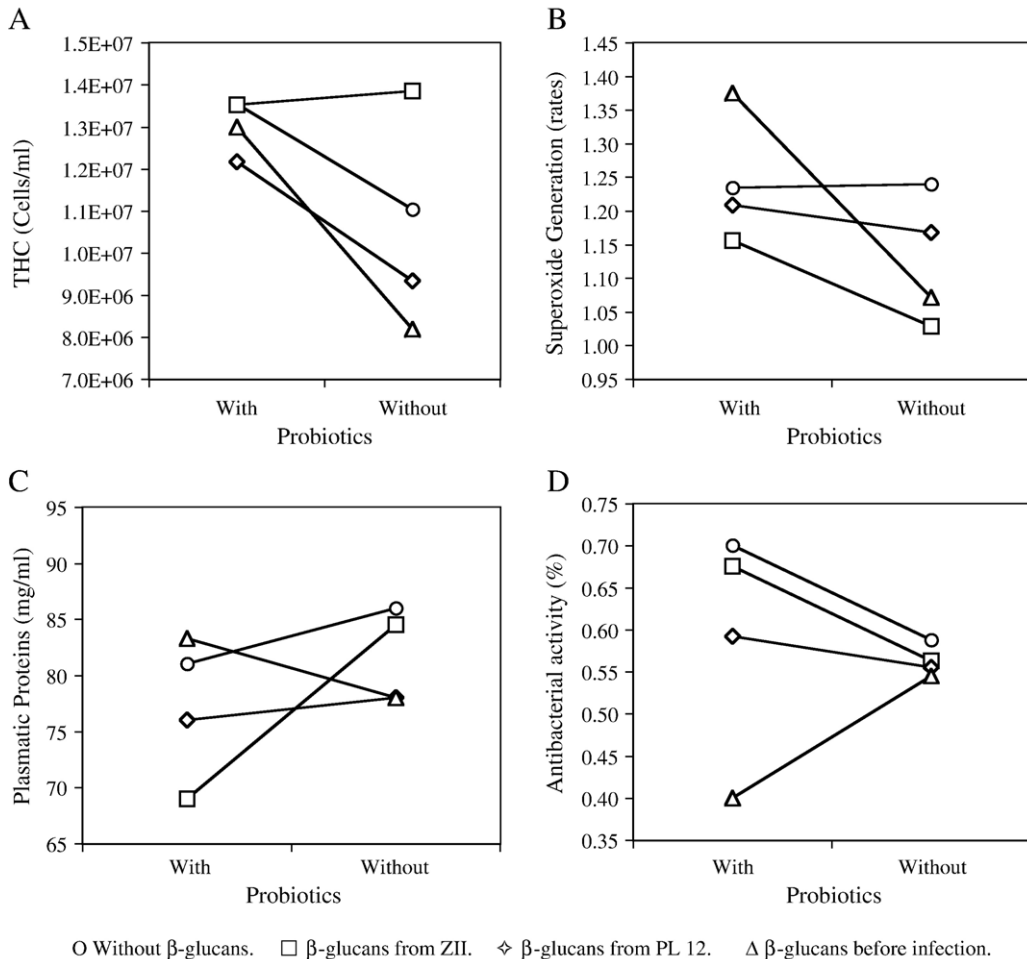 A
THC (Cells/ml)
1.5E+07
1.4E+07
1.3E+07
1.2E+07
1.1E+07
1.0E+07
9.0E+06
8.0E+06
7.0E+06
With Without
Probiotics
B
Superoxide Generation (rates)
1.45
1.40
1.35
1.30
1.25
1.20
1.15
1.10
1.05
1.00
0.95
With Without
Probiotics
C
Plasmatic Proteins (mg/ml)
95
90
85
80
75
70
65
With Without
Probiotics
D
Antibacterial activity (%)
0.75
0.70
0.65
0.60
0.55
0.50
0.45
0.40
0.35
With Without
Probiotics
Without β-glucans. β-glucans from ZII. β-glucans from PL 12. β-glucans before infection.